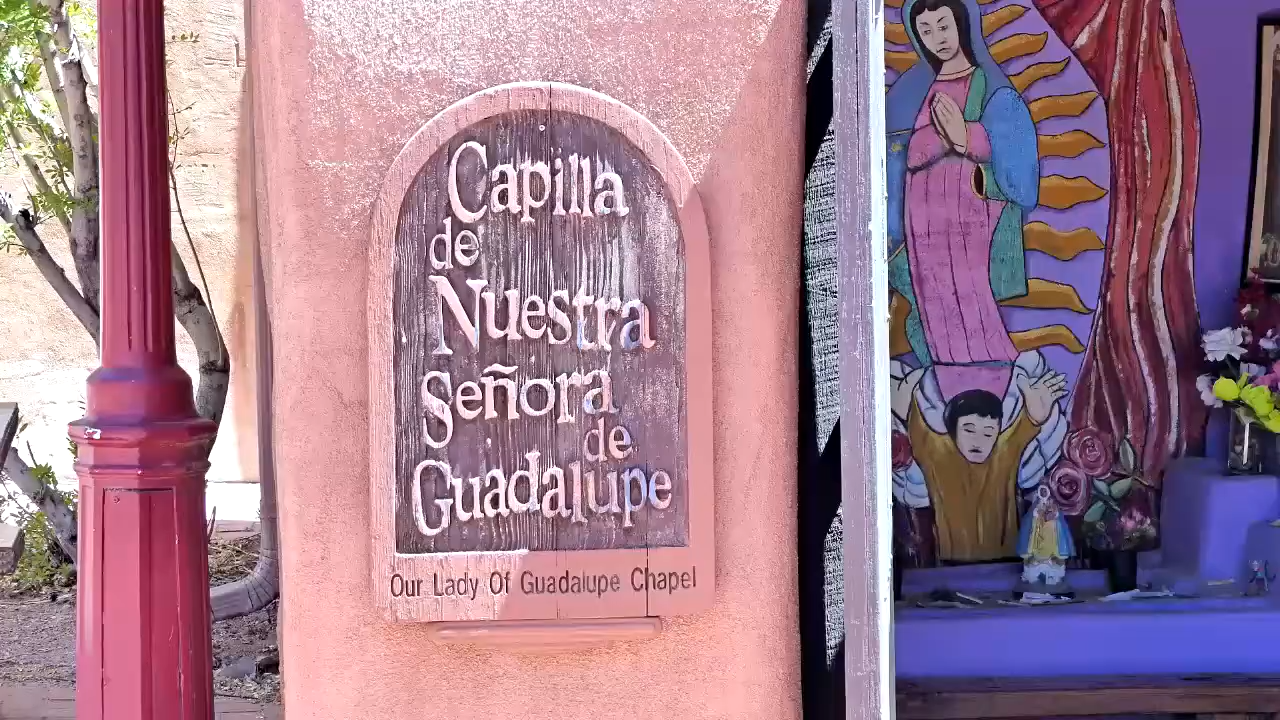 Capilla
de
Nuestra
Señora
de
Guadalupe
Our Lady Of Guadalupe Chapel